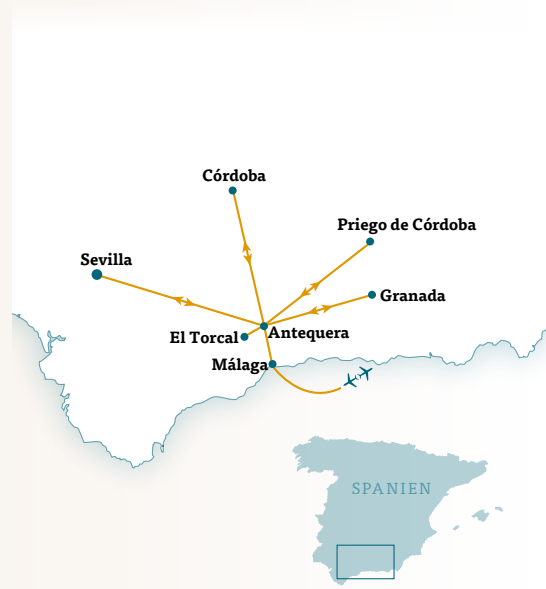 Córdoba
Priego de Córdoba
Sevilla
Granada
El Torcal
Antequera
Málaga
SPANIEN